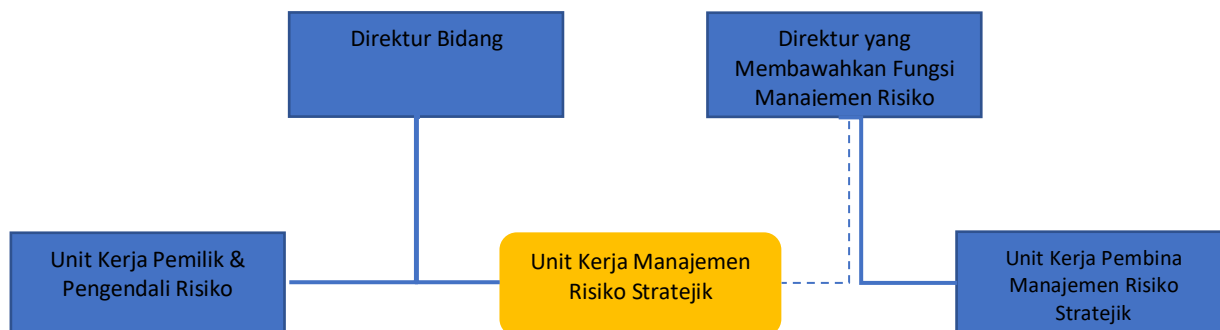 Direktur Bidang
Direktur yang
Membawahkan Fungsi
Manajemen Risiko
Unit Kerja Pemilik &
Pengendali Risiko
Unit Kerja Manajemen
Risiko Stratejik
Unit Kerja Pembina
Manajemen Risiko
Stratejik